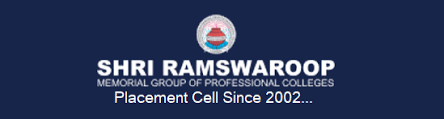 SHRI RAMSWAROOP
MEMORIAL GROUP OF PROFESSIONAL COLLEGES
Placement Cell Since 2002...